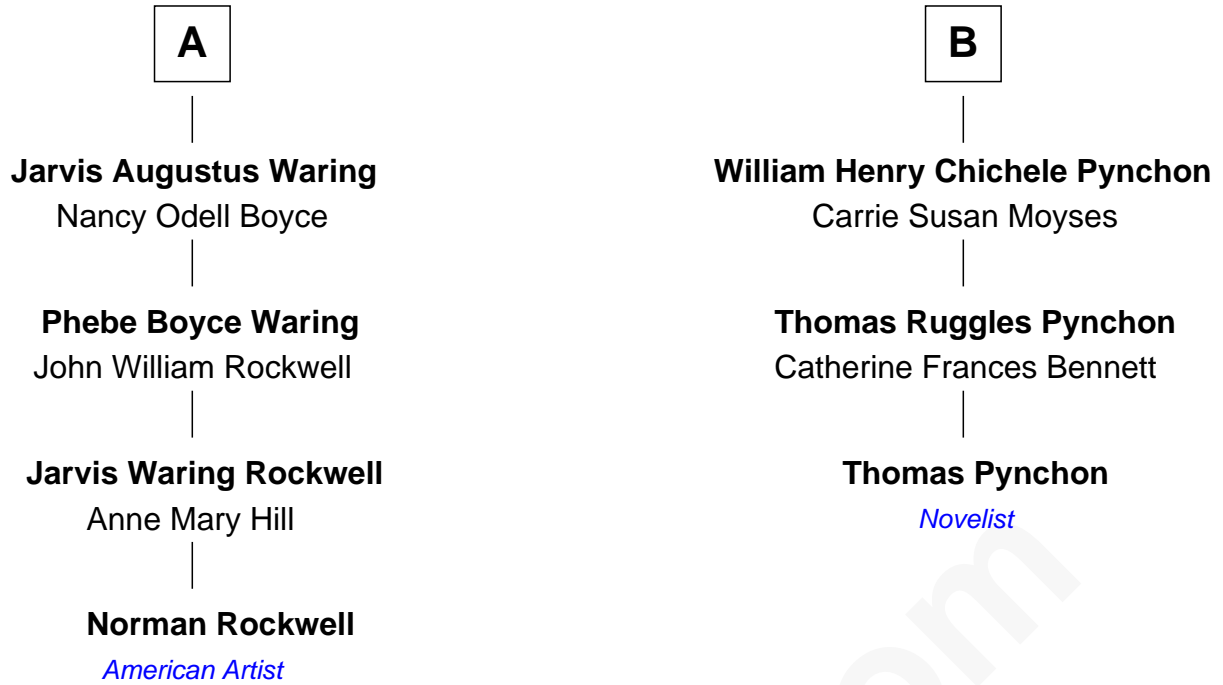 A
Jarvis Augustus Waring
Nancy Odell Boyce
Phebe Boyce Waring
John William Rockwell
Jarvis Waring Rockwell
Anne Mary Hill
Norman Rockwell
American Artist
B
William Henry Chichele Pynchon
Carrie Susan Moyses
Thomas Ruggles Pynchon
Catherine Frances Bennett
Thomas Pynchon
Novelist
om